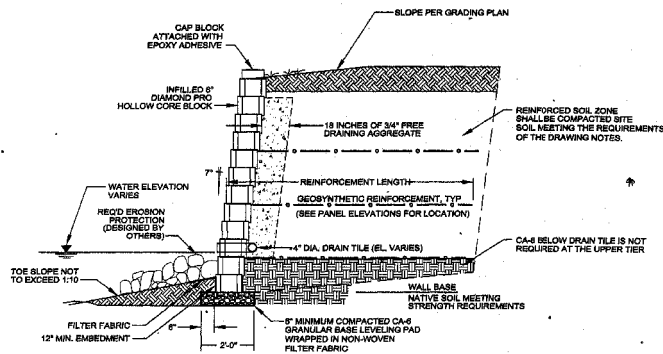 SLOPE PER GRADING PLAN
CAP BLOCK
ATTACHED WITH
EPOXY ADHESIVE
INFILLED 6"
DIAMOND PRO
HOLLOW CORE BLOCK
18 INCHES OF 3/4" FREE
DRAINING AGGREGATE
REINFORCED SOIL ZONE
SHALL BE COMPACTED SITE
SOIL MEETING THE REQUIREMENTS
OF THE DRAWING NOTES.
7°
REINFORCEMENT LENGTH
WATER ELEVATION
VARIES
GEOSYNTHETIC REINFORCEMENT, TYP
(SEE PANEL ELEVATIONS FOR LOCATION)
REQ'D EROSION
PROTECTION
(DESIGNED BY
OTHERS)
4" DIA. DRAIN TILE (EL. VARIES)
CA-6 BELOW DRAIN TILE IS NOT
REQUIRED AT THE UPPER TIER
TOE SLOPE NOT
TO EXCEED 1:10
WALL BASE
NATIVE SOIL MEETING
STRENGTH REQUIREMENTS
FILTER FABRIC
12" MIN. EMBEDMENT
6"
2'-0"
6" MINIMUM COMPACTED CA-6
GRANULAR BASE LEVELING PAD
WRAPPED IN NON-WOVEN
FILTER FABRIC